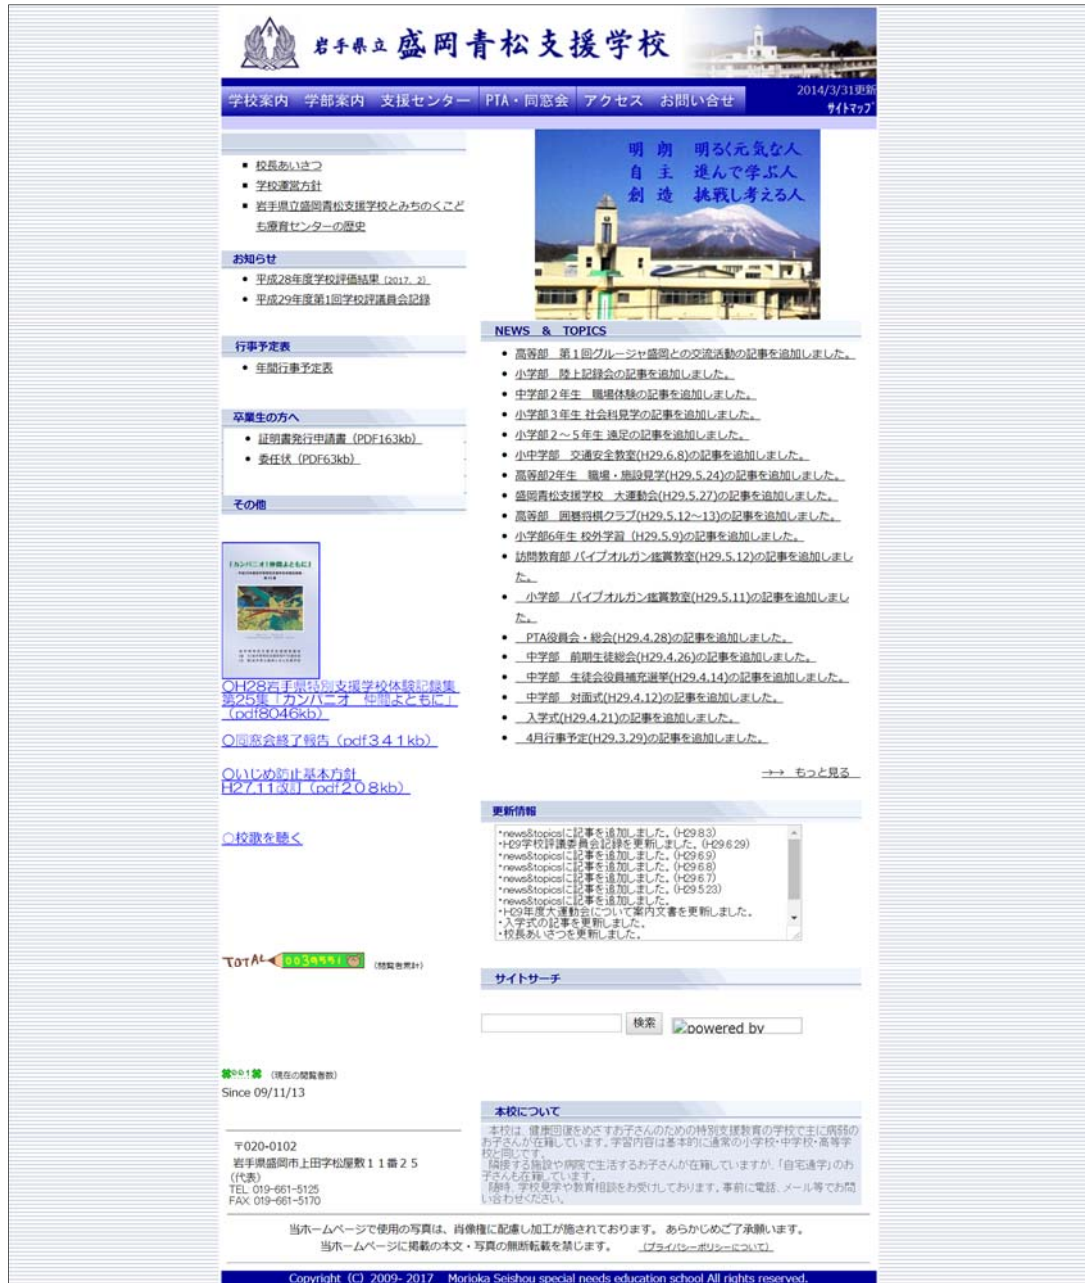 岩手県立 盛岡青松支援学校
学校案内 学部案内 支援センター PTA・同窓会 アクセス お問い合せ
2014/3/31更新
サイトマップ
校長あいさつ
学校運営方針
岩手県立盛岡青松支援学校とみちのくこど
も療育センターの歴史
お知らせ
平成28年度学校評価結果 (2017. 2)
平成29年度第1回学校評議員会記録
行事予定表
年間行事予定表
卒業生の方へ
証明書発行申請書(PDF163kb)
委任状(PDF63kb)
その他
「カンパニオ!仲間よともに」
〇H28岩手県特別支援学校体験記録集
第25集「カンパニオ 仲間よともに」
(pdf8046kb)
〇同窓会終了報告(pdf341kb)
〇いじめ防止基本方針
H27.11改訂(pdf208kb)
○校歌を聴く
TOTAL 0039991 (閲覧者累計)
001 (現在の閲覧者数)
Since 09/11/13
〒020-0102
岩手県盛岡市上田字松屋敷11番25
(代表)
TEL 019-661-5125
FAX 019-661-5170
明朗 明るく元気な人
自主 進んで学ぶ人
創造 挑戦し考える人
NEWS & TOPICS
高等部 第1回グルージャ盛岡との交流活動の記事を追加しました。
小学部 陸上記録会の記事を追加しました。
中学部2年生 職場体験の記事を追加しました。
小学部3年生 社会科見学の記事を追加しました。
小学部2~5年生 遠足の記事を追加しました。
小中学部 交通安全教室(H29.6.8)の記事を追加しました。
高等部2年生 職場・施設見学(H29.5.24)の記事を追加しました。
盛岡青松支援学校 大運動会(H29.5.27)の記事を追加しました。
高等部 囲碁将棋クラブ(H29.5.12~13)の記事を追加しました。
小学部6年生 校外学習(H29.5.9)の記事を追加しました。
訪問教育部 パイプオルガン鑑賞教室(H29.5.12)の記事を追加しまし
た。
小学部 パイプオルガン鑑賞教室(H29.5.11)の記事を追加しまし
た。
PTA役員会・総会(H29.4.28)の記事を追加しました。
中学部 前期生徒総会(H29.4.26)の記事を追加しました。
中学部 生徒会役員補充選挙(H29.4.14)の記事を追加しました。
中学部 対面式(H29.4.12)の記事を追加しました。
入学式(H29.4.21)の記事を追加しました。
4月行事予定(H29.3.29)の記事を追加しました。
→→ もっと見る
更新情報
・news&topicsに記事を追加しました。(H29.8.3)
・H29学校評議委員会記録を更新しました。(H29.6.29)
・news&topicsに記事を追加しました。(H29.6.9)
・news&topicsに記事を追加しました。(H29.6.8)
・news&topicsに記事を追加しました。(H29.6.7)
・news&topicsに記事を追加しました。(H29.5.23)
・news&topicsに記事を追加しました。
・H29年度大運動会について案内文書を更新しました。
・入学式の記事を更新しました。
・校長あいさつを更新しました。
サイトサーチ
検索 powered by
本校について
本校は、健康回復をめざすお子さんのための特別支援教育の学校で主に病弱の
お子さんが在籍しています。学習内容は基本的に通常の小学校・中学校・高等学
校と同じです。
隣接する施設や病院で生活するお子さんが在籍していますが、「自宅通学」のお
子さんも在籍しています。
随時、学校見学や教育相談をお受けしております。事前に電話、メール等でお問
い合わせください。
当ホームページで使用の写真は、肖像権に配慮し加工が施されております。 あらかじめご了承願います。
当ホームページに掲載の本文・写真の無断転載を禁じます。 (プライバシーポリシーについて)
Copyright (C) 2009- 2017 Morioka Seishou special needs education school All rights reserved.